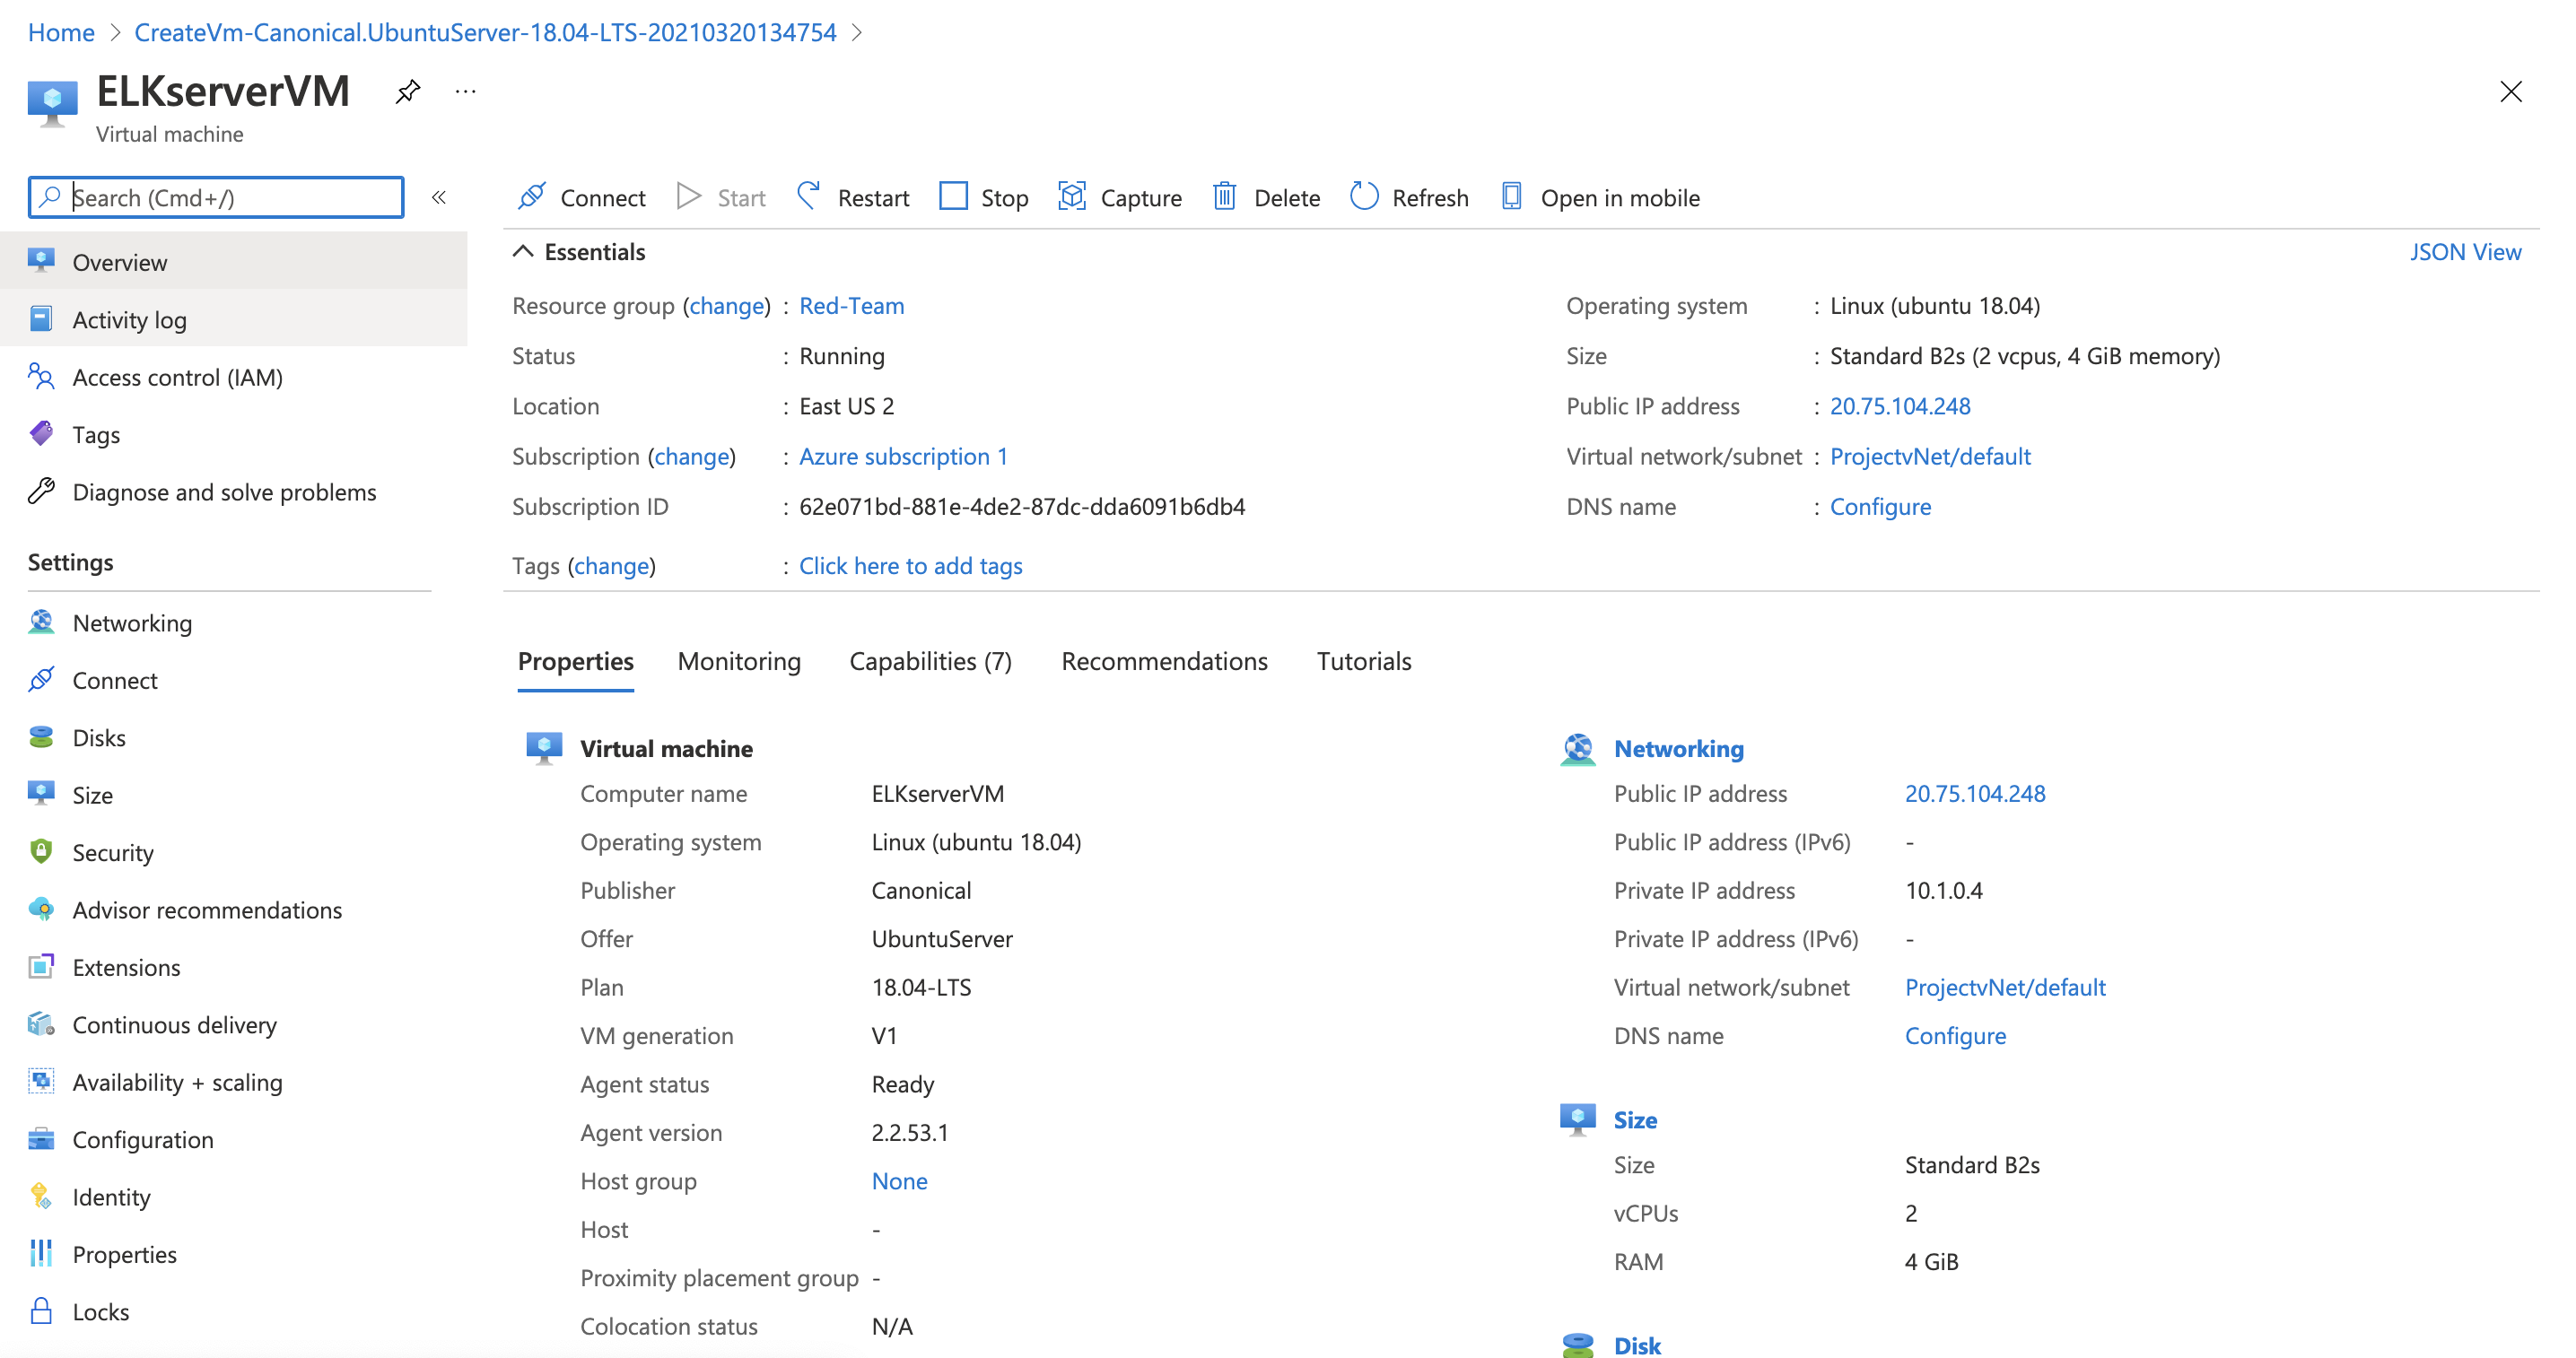 Home > CreateVm-Canonical.UbuntuServer-18.04-LTS-20210320134754 >
ELKserverVM ...
Virtual machine
Search (Cmd+/) «
Connect Start Restart Stop Capture Delete Refresh Open in mobile
Overview
Activity log
Access control (IAM)
Tags
Diagnose and solve problems
Settings
Networking
Connect
Disks
Size
Security
Advisor recommendations
Extensions
Continuous delivery
Availability + scaling
Configuration
Identity
Properties
Locks
Essentials JSON View
Resource group (change) : Red-Team
Status : Running
Location : East US 2
Subscription (change) : Azure subscription 1
Subscription ID : 62e071bd-881e-4de2-87dc-dda6091b6db4
Tags (change) : Click here to add tags
Operating system : Linux (ubuntu 18.04)
Size : Standard B2s (2 vcpus, 4 GiB memory)
Public IP address : 20.75.104.248
Virtual network/subnet : ProjectvNet/default
DNS name : Configure
Properties Monitoring Capabilities (7) Recommendations Tutorials
Virtual machine
Computer name ELKserverVM
Operating system Linux (ubuntu 18.04)
Publisher Canonical
Offer UbuntuServer
Plan 18.04-LTS
VM generation V1
Agent status Ready
Agent version 2.2.53.1
Host group None
Host -
Proximity placement group -
Colocation status N/A
Networking
Public IP address 20.75.104.248
Public IP address (IPv6) -
Private IP address 10.1.0.4
Private IP address (IPv6) -
Virtual network/subnet ProjectvNet/default
DNS name Configure
Size
Size Standard B2s
vCPUs 2
RAM 4 GiB
Disk